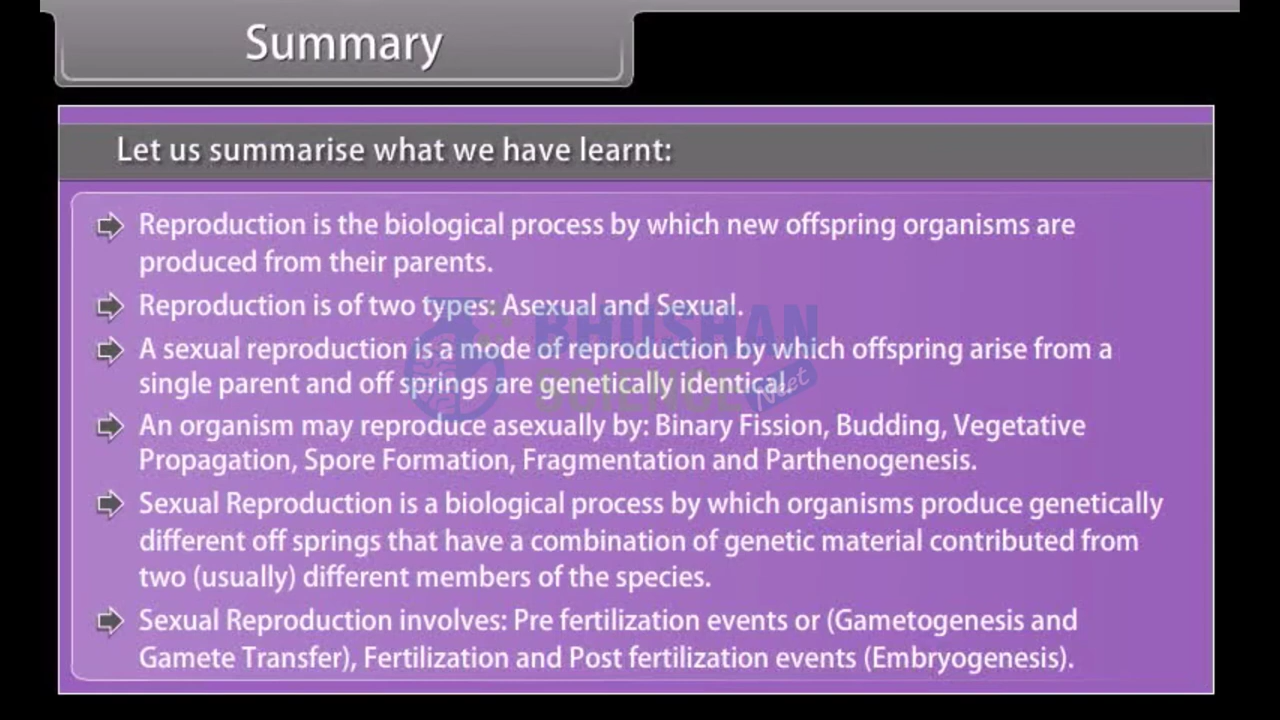 Summary
Let us summarise what we have learnt:
Reproduction is the biological process by which new offspring organisms are
produced from their parents.
Reproduction is of two types: Asexual and Sexual.
A sexual reproduction is a mode of reproduction by which offspring arise from a
single parent and off springs are genetically identical.
BHUSHAN
SCIENCE
Neet
An organism may reproduce asexually by: Binary Fission, Budding, Vegetative
Propagation, Spore Formation, Fragmentation and Parthenogenesis.
Sexual Reproduction is a biological process by which organisms produce genetically
different off springs that have a combination of genetic material contributed from
two (usually) different members of the species.
Sexual Reproduction involves: Pre fertilization events or (Gametogenesis and
Gamete Transfer), Fertilization and Post fertilization events (Embryogenesis).